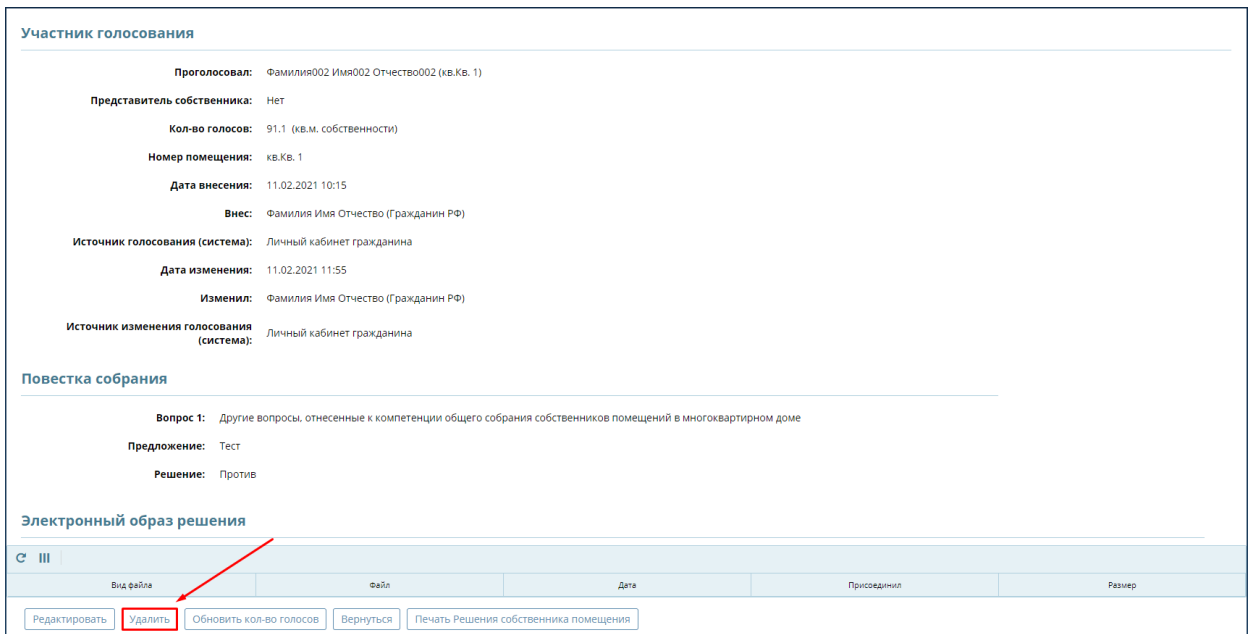 Участник голосования
Проголосовал: Фамилия002 Имя002 Отчество002 (кв.Кв. 1)
Представитель собственника: Нет
Кол-во голосов: 91.1 (кв.м. собственности)
Номер помещения: кв.Кв. 1
Дата внесения: 11.02.2021 10:15
Внес: Фамилия Имя Отчество (Гражданин РФ)
Источник голосования (система): Личный кабинет гражданина
Дата изменения: 11.02.2021 11:55
Изменил: Фамилия Имя Отчество (Гражданин РФ)
Источник изменения голосования
(система): Личный кабинет гражданина
Повестка собрания
Вопрос 1: Другие вопросы, отнесенные к компетенции общего собрания собственников помещений в многоквартирном доме
Предложение: Тест
Решение: Против
Электронный образ решения
Вид файла Файл Дата Присоединил Размер
Редактировать Удалить Обновить кол-во голосов Вернуться Печать Решения собственника помещения